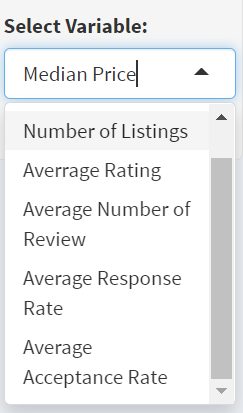 Select Variable:
Median Price
Number of Listings
Averrage Rating
Average Number of
Review
Average Response
Rate
Average
Acceptance Rate